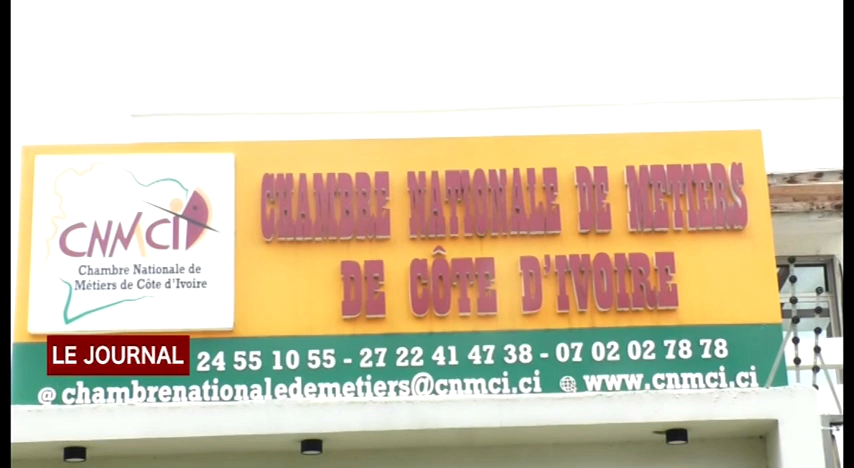 CNMCI
Chambre Nationale de
Métiers de Côte d'Ivoire
CHAMBRE NATIONALE DE METIERS
DE CÔTE D'IVOIRE
LE JOURNAL
24 55 10 55 - 27 22 41 47 38 - 07 02 02 78 78
@ chambrenationaledemetiers@cnmci.ci www.cnmci.ci